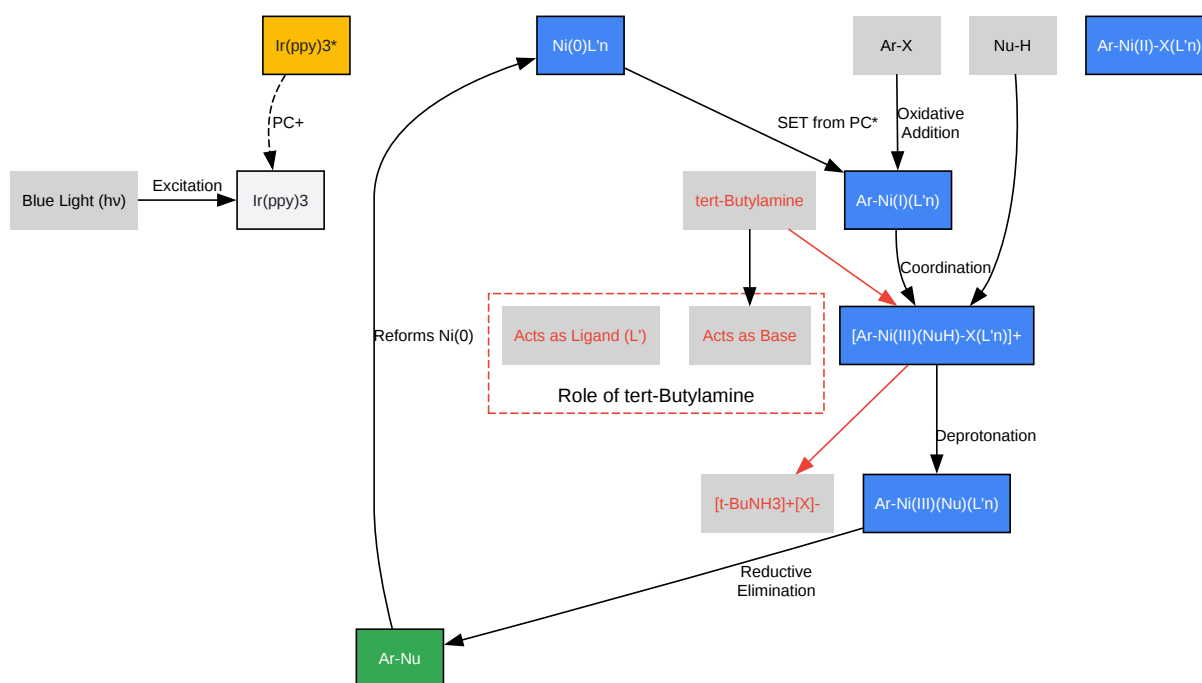 Ir(ppy)3*
Ni(0)L'n
Ar-X
Nu-H
Ar-Ni(II)-X(L'n)
PC+
SET from PC*
Oxidative
Addition
Blue Light (hν)
Excitation
Ir(ppy)3
tert-Butylamine
Ar-Ni(I)(L'n)
Coordination
Reforms Ni(0)
Acts as Ligand (L')
Acts as Base
[Ar-Ni(III)(NuH)-X(L'n)]+
Role of tert-Butylamine
Deprotonation
[t-BuNH3]+[X]-
Ar-Ni(III)(Nu)(L'n)
Reductive
Elimination
Ar-Nu